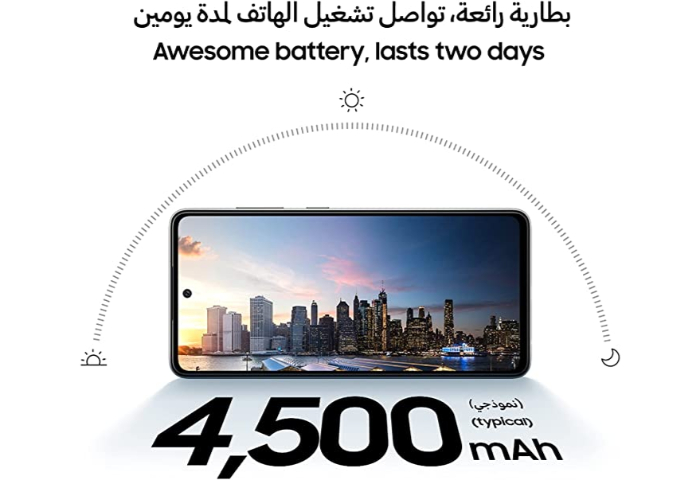 بطارية رائعة، تواصل تشغيل الهاتف لمدة يومين
Awesome battery, lasts two days
4,500 mAh
(نموذجي)
(typical)